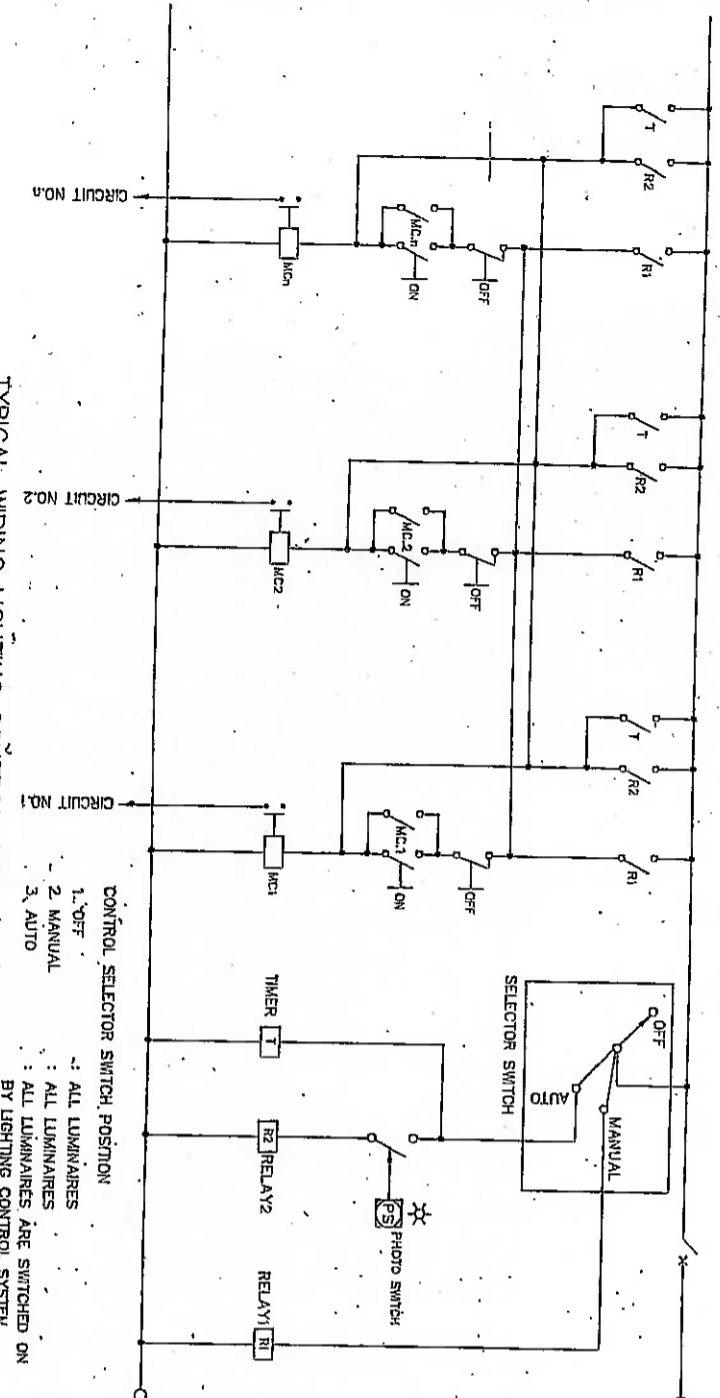 T
R2
R1
OFF
MC.n
ON
MCn
CIRCUIT NO.n
T
R2
R1
OFF
MC.2
ON
MC2
CIRCUIT NO.2
T
R2
R1
OFF
MC.1
ON
MC1
CIRCUIT NO.1
OFF
MANUAL
AUTO
SELECTOR SWITCH
PS PHOTO SWITCH
TIMER
T
R2 RELAY2
RELAY1
R1
CONTROL SELECTOR SWITCH POSITION
1. OFF : ALL LUMINAIRES
2 MANUAL : ALL LUMINAIRES
3. AUTO : ALL LUMINAIRES ARE SWITCHED ON
BY LIGHTING CONTROL SYSTEM
TYPICAL WIRING LIGHTING